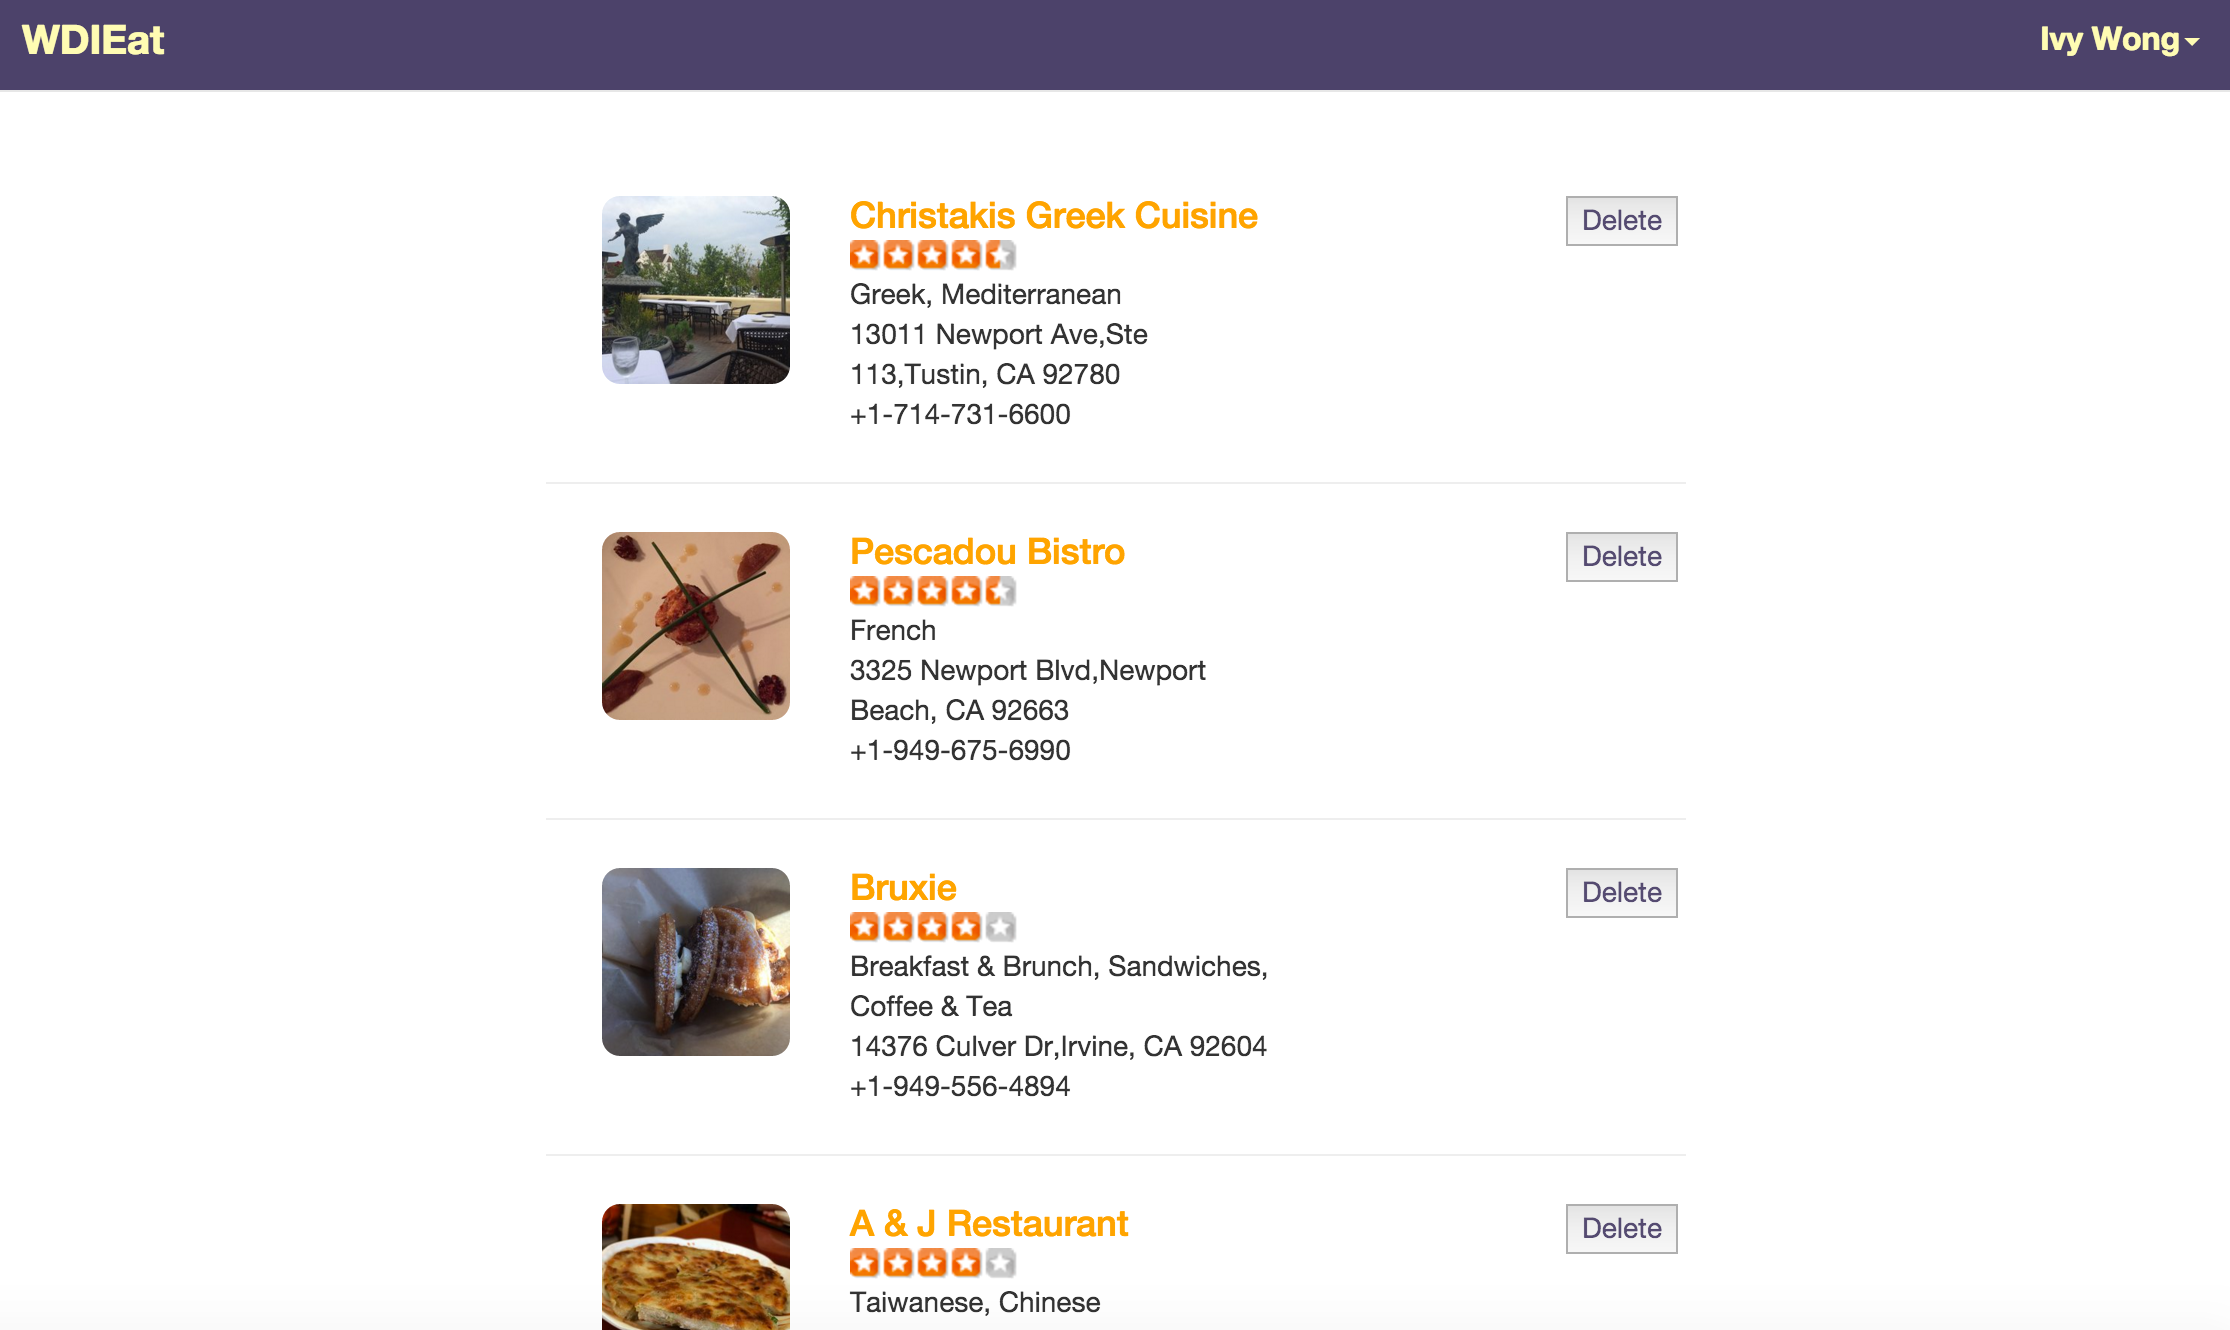 WDIEat
Ivy Wong
Christakis Greek Cuisine
Delete
Greek, Mediterranean
13011 Newport Ave,Ste
113,Tustin, CA 92780
+1-714-731-6600
Pescadou Bistro
Delete
French
3325 Newport Blvd,Newport
Beach, CA 92663
+1-949-675-6990
Bruxie
Delete
Breakfast & Brunch, Sandwiches,
Coffee & Tea
14376 Culver Dr,Irvine, CA 92604
+1-949-556-4894
A & J Restaurant
Delete
Taiwanese, Chinese